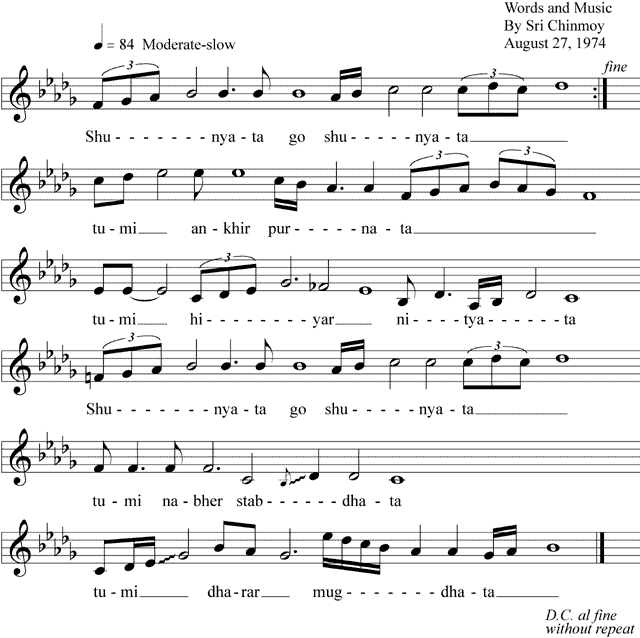 Words and Music
By Sri Chinmoy
August 27, 1974
= 84 Moderate-slow
fine
3 3
Shu - - - - - - - - nya - ta go shu - - - - - nya - ta
3 3
tu - mi an - khir pur - - - - - na - ta
3
tu - mi hi - - - - - - yar ni - - - - tya - - - - - ta
3 3
Shu - - - - - - - - nya - ta go shu - - - - - nya - ta
tu - mi na - bher stab - - - - - - dha - ta
tu - mi dha - rar mug - - - - - - - dha - ta
D.C. al fine
without repeat